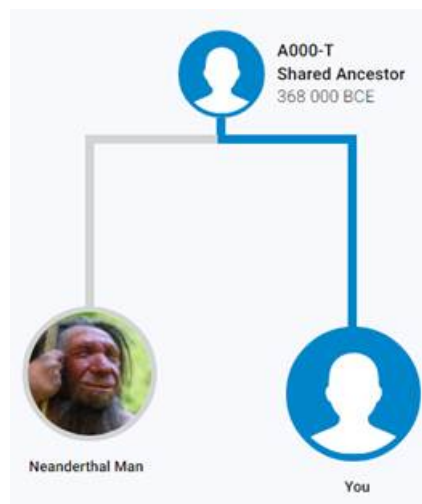 A000-T
Shared Ancestor
368 000 BCE
Neanderthal Man
You